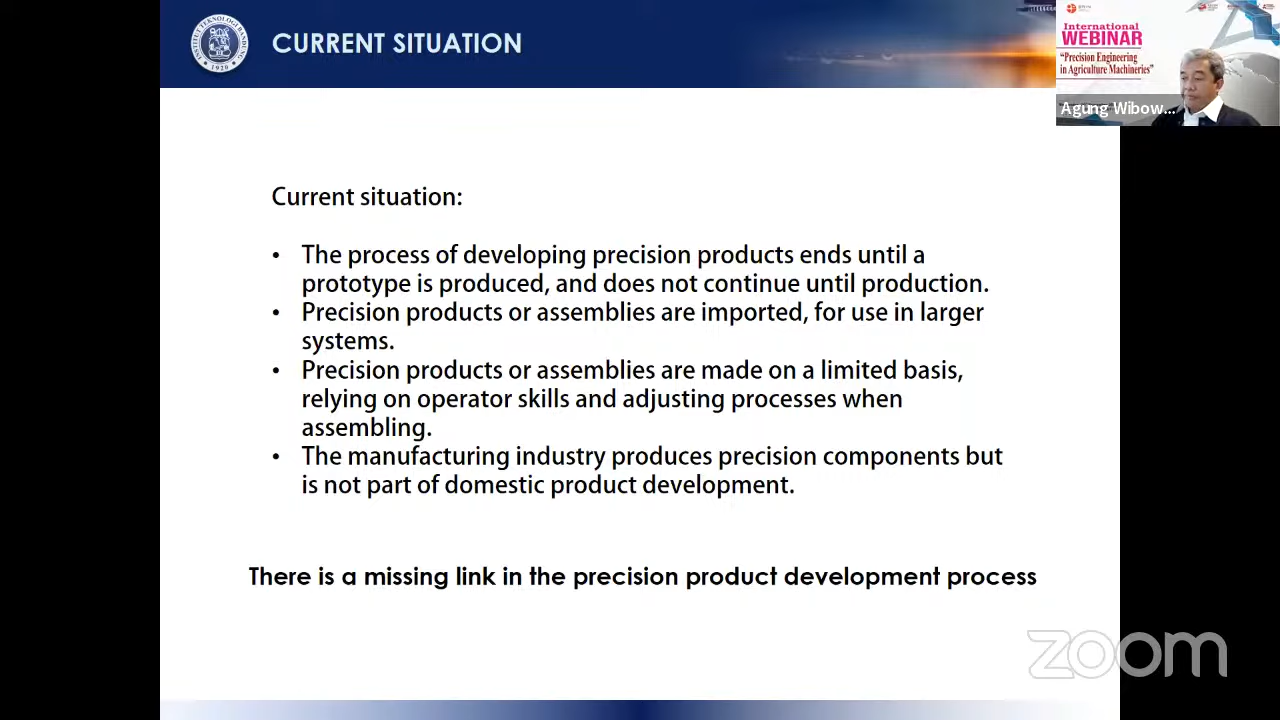 INSTITUT TEKNOLOGI BANDUNG
1920
CURRENT SITUATION
International
WEBINAR
"Precision Engineering
in Agriculture Machineries"
Agung Wibow...
Current situation:
• The process of developing precision products ends until a
prototype is produced, and does not continue until production.
• Precision products or assemblies are imported, for use in larger
systems.
• Precision products or assemblies are made on a limited basis,
relying on operator skills and adjusting processes when
assembling.
• The manufacturing industry produces precision components but
is not part of domestic product development.
There is a missing link in the precision product development process
zoom